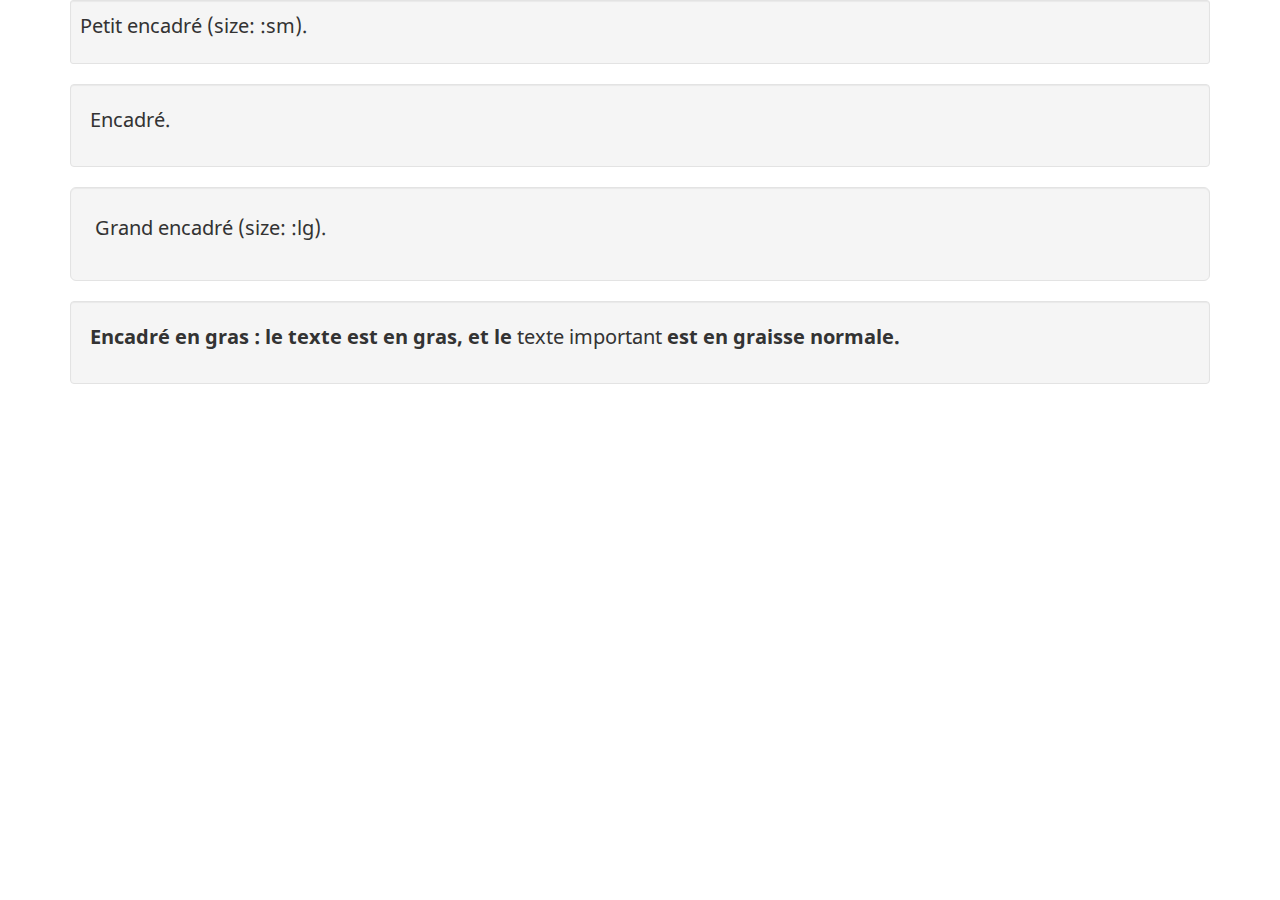 Petit encadré (size: :sm).
Encadré.
Grand encadré (size: :lg).
Encadré en gras : le texte est en gras, et le texte important est en graisse normale.